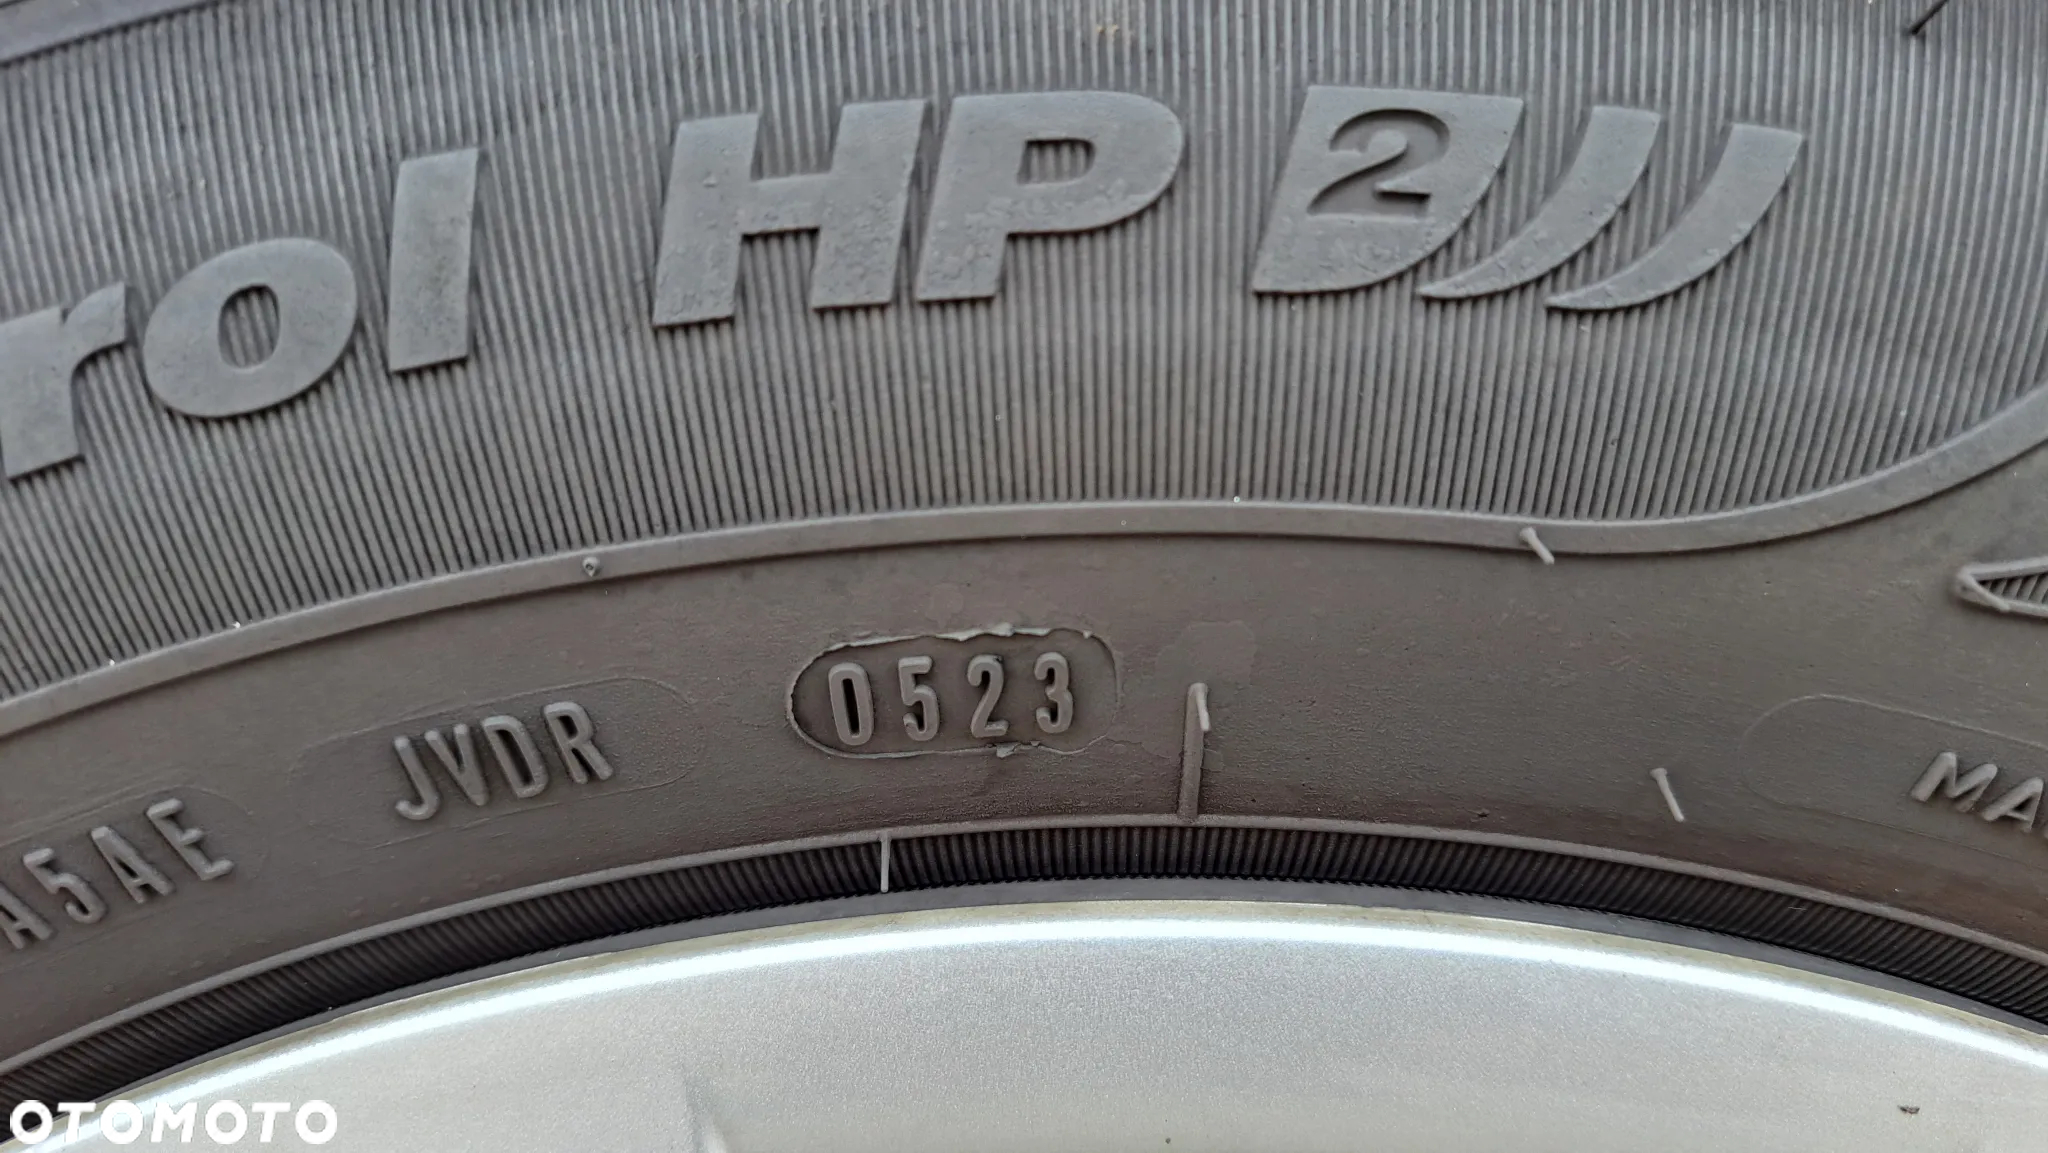 rol HP 2
A5AE JVDR 0523 MA
OTOMOTO